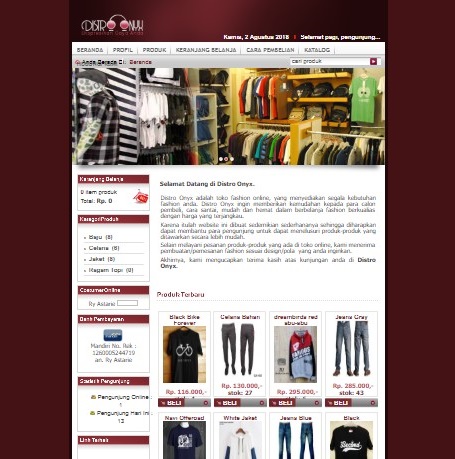 DISTRO ONYX
Kamis, 2 Agustus 2018 | Selamat pagi, pengunjung...
BERANDA | PROFIL | PRODUK | KERANJANG BELANJA | CARA PEMBELIAN | KATALOG |
Anda Berada Di: Beranda
cari produk
Keranjang Belanja
0 item produk
Total: Rp. 0
Kategori Produk
Baju (8)
Celana (8)
Jaket (8)
Ragam Topi (8)
Costumer Online
Ry Astane
Bank Pembayaran
Mandiri No. Rek :
1260005244719
an. Ry Astane
Statistik Pengunjung
Pengunjung Online :
1
Pengunjung Hari Ini :
13
Link Terkait
Selamat Datang di Distro Onyx.
Distro Onyx adalah toko fashion online, yang menyediakan segala kebutuhan
fashion anda. Distro Onyx ingin memberikan kemudahan kepada para calon
pembeli, cara santai, mudah dan hemat dalam berbelanja fashion berkualias
dengan harga yang terjangkau.
Karena itulah website ini dibuat sedemikian sederhananya sehingga diharapkan
dapat membantu para pengunjung untuk dapat menelusuri produk-produk yang
ditawarkan secara lebih mudah.
Selain melayani pesanan produk-produk yang ada di toko online, kami menerima
pembuatan/pemesanan fashion sesuai design/pola yang anda inginkan.
Akhirnya, kami mengucapkan terima kasih atas kunjungan anda di Distro
Onyx.
Produk Terbaru
Black Bike
Forever
Rp. 116.000,-
BELI
Celana Bahan
Rp. 130.000,-
stok: 27
BELI
dreambirds red
abu-abu
Rp. 295.000,-
BELI
Jeans Gray
Rp. 285.000,-
stok: 43
BELI
Navi Offeroad
White Jaket
Jeans Blue
Black